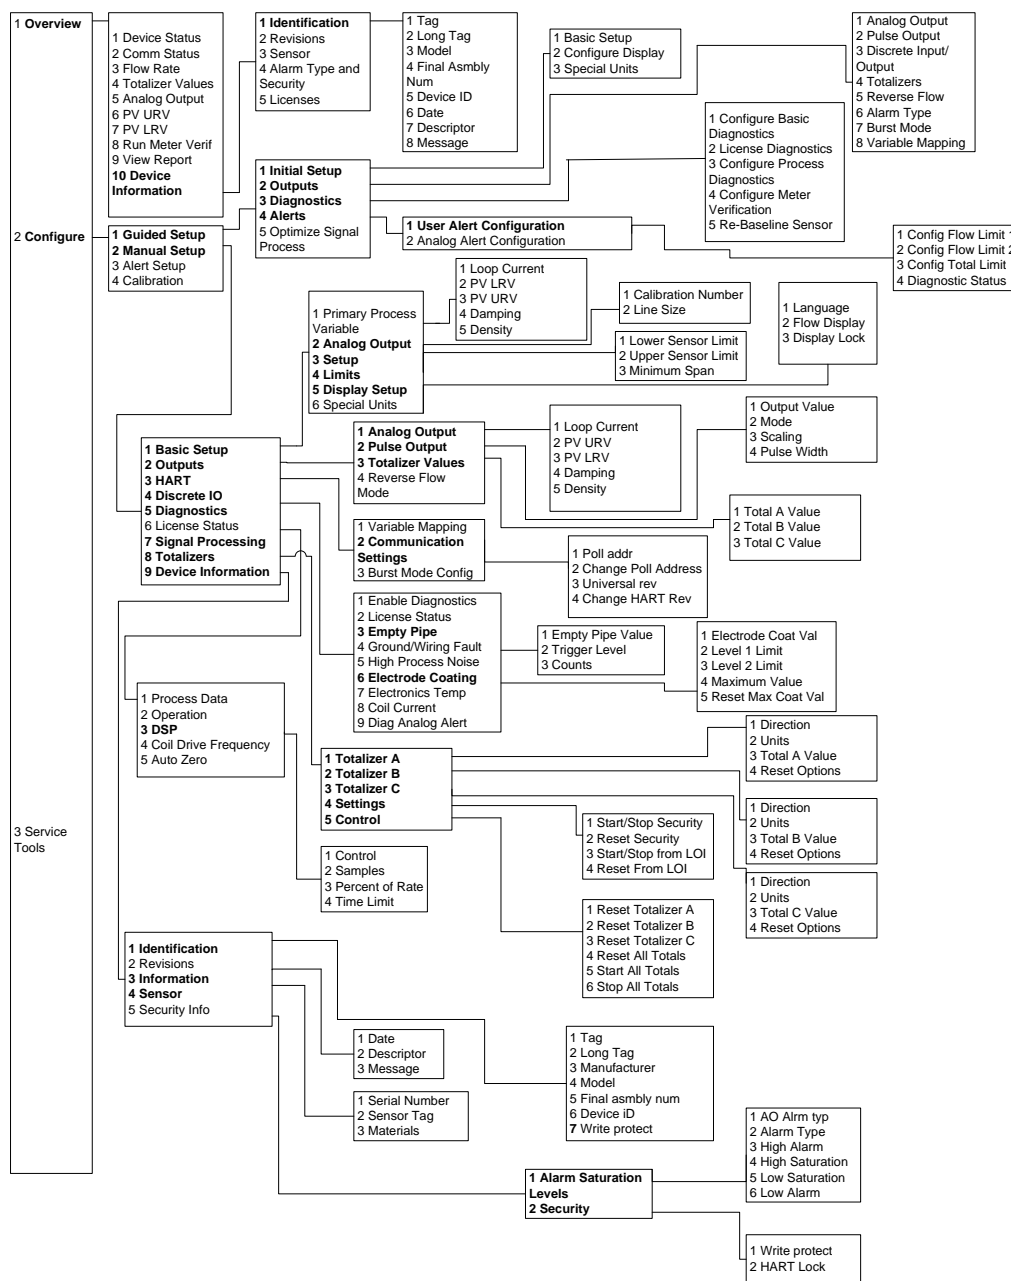 1 Overview
1 Device Status
2 Comm Status
3 Flow Rate
4 Totalizer Values
5 Analog Output
6 PV URV
7 PV LRV
8 Run Meter Verif
9 View Report
10 Device
Information
1 Identification
2 Revisions
3 Sensor
4 Alarm Type and
Security
5 Licenses
1 Tag
2 Long Tag
3 Model
4 Final Asmbly
Num
5 Device ID
6 Date
7 Descriptor
8 Message
1 Basic Setup
2 Configure Display
3 Special Units
1 Analog Output
2 Pulse Output
3 Discrete Input/
Output
4 Totalizers
5 Reverse Flow
6 Alarm Type
7 Burst Mode
8 Variable Mapping
1 Configure Basic
Diagnostics
2 License Diagnostics
3 Configure Process
Diagnostics
4 Configure Meter
Verification
5 Re-Baseline Sensor
1 Initial Setup
2 Outputs
3 Diagnostics
4 Alerts
5 Optimize Signal
Process
2 Configure
1 Guided Setup
2 Manual Setup
3 Alert Setup
4 Calibration
1 User Alert Configuration
2 Analog Alert Configuration
1 Config Flow Limit 1
2 Config Flow Limit 2
3 Config Total Limit
4 Diagnostic Status
1 Primary Process
Variable
2 Analog Output
3 Setup
4 Limits
5 Display Setup
6 Special Units
1 Loop Current
2 PV LRV
3 PV URV
4 Damping
5 Density
1 Calibration Number
2 Line Size
1 Lower Sensor Limit
2 Upper Sensor Limit
3 Minimum Span
1 Language
2 Flow Display
3 Display Lock
1 Basic Setup
2 Outputs
3 HART
4 Discrete IO
5 Diagnostics
6 License Status
7 Signal Processing
8 Totalizers
9 Device Information
1 Analog Output
2 Pulse Output
3 Totalizer Values
4 Reverse Flow
Mode
1 Loop Current
2 PV URV
3 PV LRV
4 Damping
5 Density
1 Output Value
2 Mode
3 Scaling
4 Pulse Width
1 Total A Value
2 Total B Value
3 Total C Value
1 Variable Mapping
2 Communication
Settings
3 Burst Mode Config
1 Poll addr
2 Change Poll Address
3 Universal rev
4 Change HART Rev
1 Enable Diagnostics
2 License Status
3 Empty Pipe
4 Ground/Wiring Fault
5 High Process Noise
6 Electrode Coating
7 Electronics Temp
8 Coil Current
9 Diag Analog Alert
1 Empty Pipe Value
2 Trigger Level
3 Counts
1 Electrode Coat Val
2 Level 1 Limit
3 Level 2 Limit
4 Maximum Value
5 Reset Max Coat Val
1 Process Data
2 Operation
3 DSP
4 Coil Drive Frequency
5 Auto Zero
1 Totalizer A
2 Totalizer B
3 Totalizer C
4 Settings
5 Control
1 Direction
2 Units
3 Total A Value
4 Reset Options
1 Direction
2 Units
3 Total B Value
4 Reset Options
1 Direction
2 Units
3 Total C Value
4 Reset Options
3 Service
Tools
1 Start/Stop Security
2 Reset Security
3 Start/Stop from LOI
4 Reset From LOI
1 Control
2 Samples
3 Percent of Rate
4 Time Limit
1 Reset Totalizer A
2 Reset Totalizer B
3 Reset Totalizer C
4 Reset All Totals
5 Start All Totals
6 Stop All Totals
1 Identification
2 Revisions
3 Information
4 Sensor
5 Security Info
1 Date
2 Descriptor
3 Message
1 Serial Number
2 Sensor Tag
3 Materials
1 Tag
2 Long Tag
3 Manufacturer
4 Model
5 Final asmbly num
6 Device iD
7 Write protect
1 Alarm Saturation
Levels
2 Security
1 AO Alrm typ
2 Alarm Type
3 High Alarm
4 High Saturation
5 Low Saturation
6 Low Alarm
1 Write protect
2 HART Lock